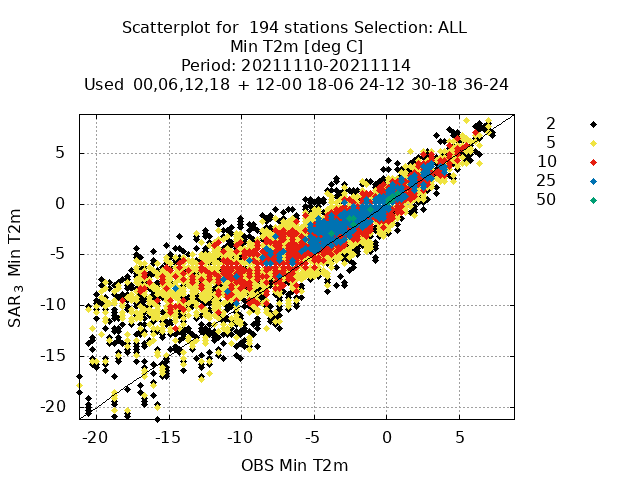 Scatterplot for  194 stations Selection: ALL
Min T2m [deg C]
Period: 20211110-20211114
Used  00,06,12,18  + 12-00 18-06 24-12 30-18 36-24
2
5
10
25
50
5
0
-5
-10
-15
-20
SAR3  Min T2m
-20 -15 -10 -5 0 5
OBS Min T2m